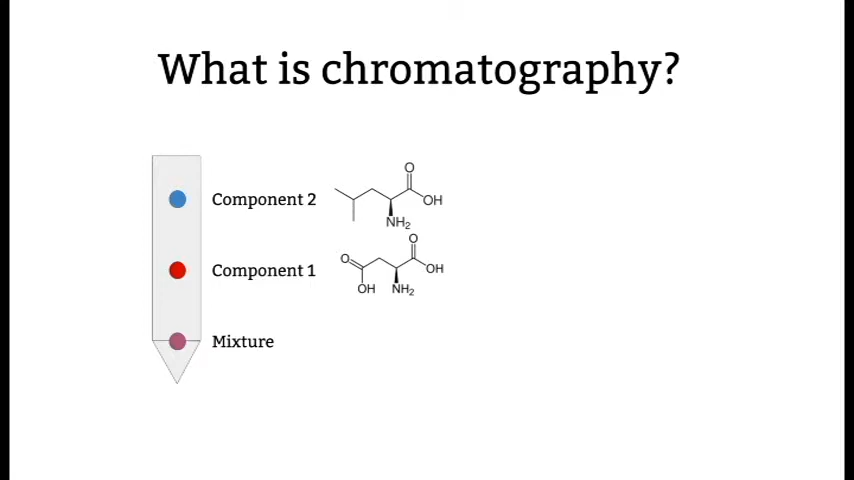 What is chromatography?
Component 2
O
OH
NH₂
Component 1
O
O
OH
OH
NH₂
Mixture